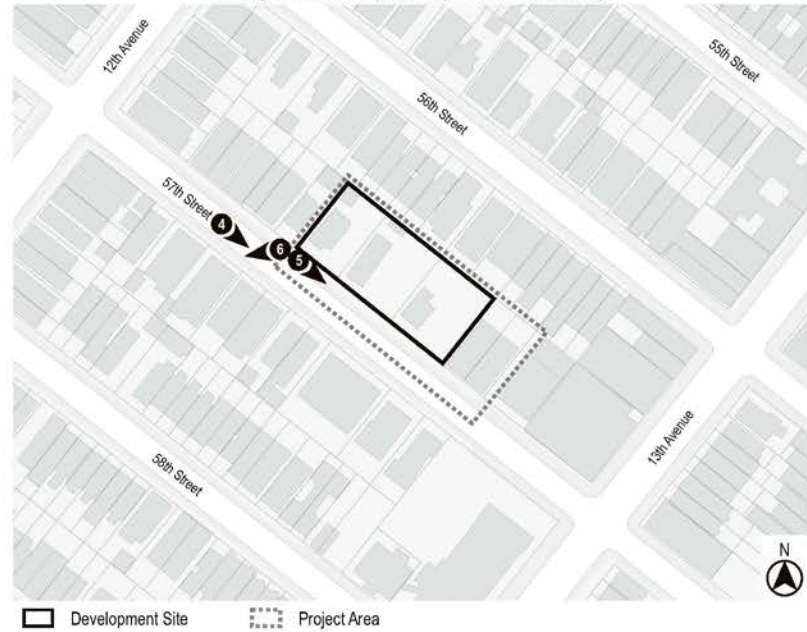 12th Avenue
55th Street
56th Street
57th Street
4
6
5
58th Street
13th Avenue
N
Development Site
Project Area